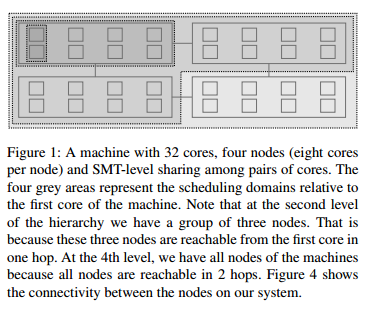 Figure 1: A machine with 32 cores, four nodes (eight cores
per node) and SMT-level sharing among pairs of cores. The
four grey areas represent the scheduling domains relative to
the first core of the machine. Note that at the second level
of the hierarchy we have a group of three nodes. That is
because these three nodes are reachable from the first core in
one hop. At the 4th level, we have all nodes of the machines
because all nodes are reachable in 2 hops. Figure 4 shows
the connectivity between the nodes on our system.